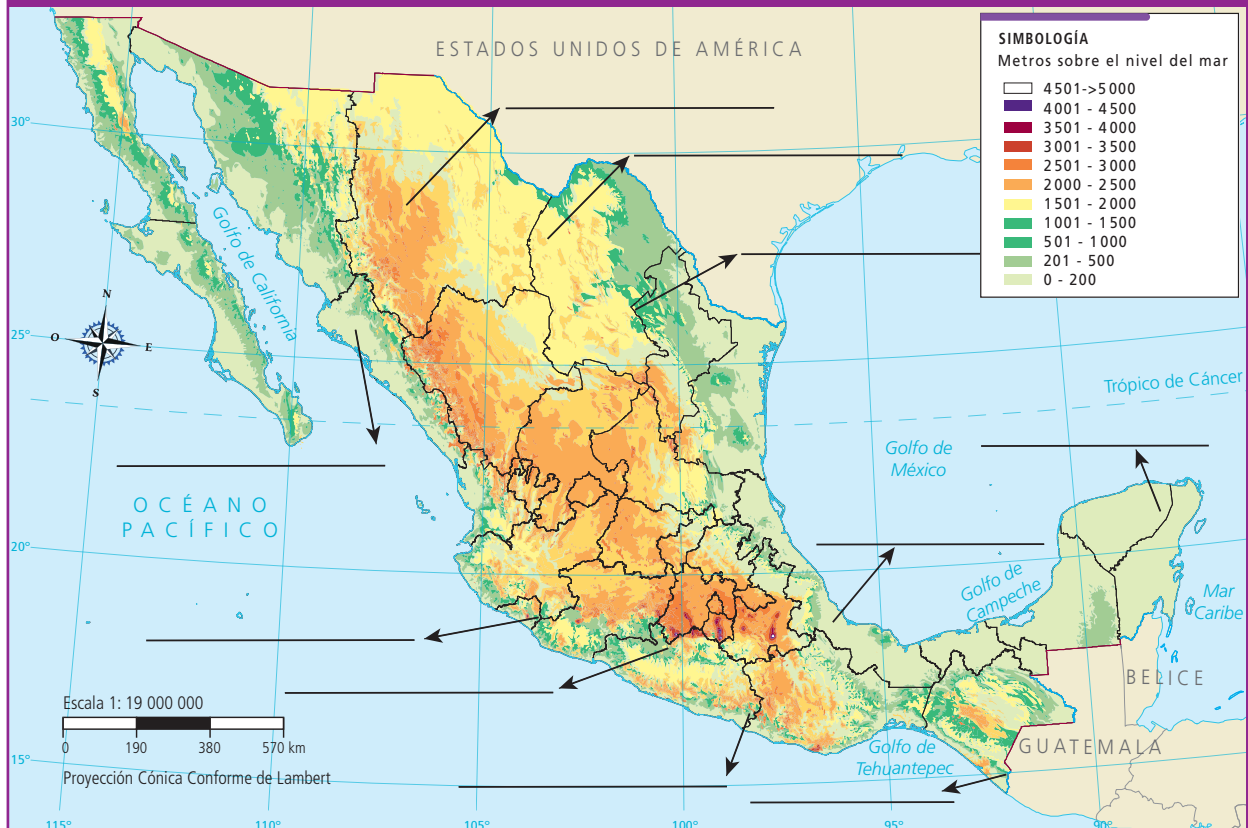 ESTADOS UNIDOS DE AMÉRICA
SIMBOLOGÍA
Metros sobre el nivel del mar
4501->5000
4001 - 4500
3501 - 4000
3001 - 3500
2501 - 3000
2000 - 2500
1501 - 2000
1001 - 1500
501 - 1000
201 - 500
0 - 200
30°
Golfo de California
N
O
E
S
25°
Trópico de Cáncer
Golfo de
México
OCÉANO
PACÍFICO
20°
Golfo de
Campeche
Mar
Caribe
BELICE
Escala 1: 19 000 000
0 190 380 570 km
Proyección Cónica Conforme de Lambert
GUATEMALA
Golfo de
Tehuantepec
15°
115° 110° 105° 100° 95° 90°